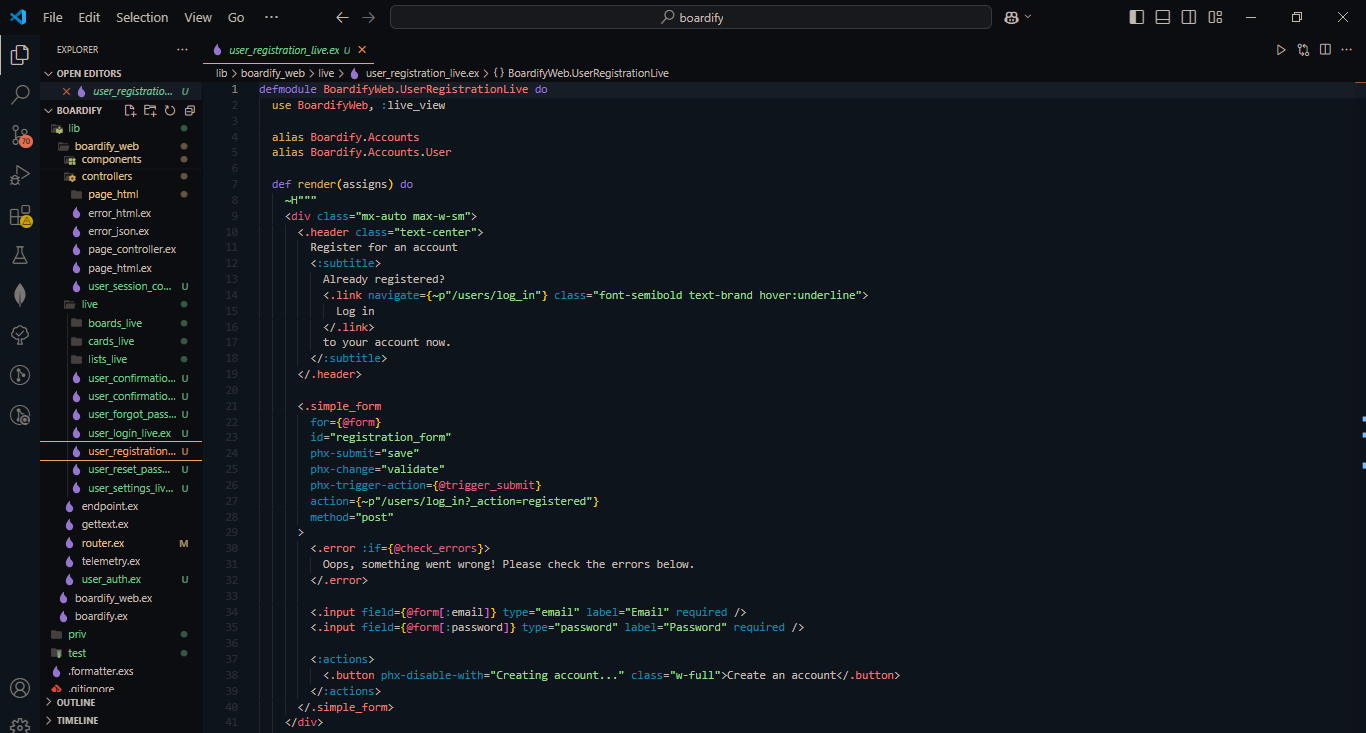 File Edit Selection View Go ···
boardify
EXPLORER ···
OPEN EDITORS
user_registratio... U
BOARDIFY
lib
boardify_web
components
controllers
page_html
error_html.ex
error_json.ex
page_controller.ex
page_html.ex
user_session_co... U
live
boards_live
cards_live
lists_live
user_confirmatio... U
user_confirmatio... U
user_forgot_pass... U
user_login_live.ex U
user_registration... U
user_reset_pass... U
user_settings_liv... U
endpoint.ex
gettext.ex
router.ex M
telemetry.ex
user_auth.ex U
boardify_web.ex
boardify.ex
priv
test
.formatter.exs
.gitignore
OUTLINE
TIMELINE
70
user_registration_live.ex U
lib > boardify_web > live > user_registration_live.ex > {} BoardifyWeb.UserRegistrationLive
1 defmodule BoardifyWeb.UserRegistrationLive do
2   use BoardifyWeb, :live_view
3
4   alias Boardify.Accounts
5   alias Boardify.Accounts.User
6
7   def render(assigns) do
8     ~H"""
9     <div class="mx-auto max-w-sm">
10       <.header class="text-center">
11         Register for an account
12         <:subtitle>
13           Already registered?
14           <.link navigate={~p"/users/log_in"} class="font-semibold text-brand hover:underline">
15             Log in
16           </.link>
17           to your account now.
18         </:subtitle>
19       </.header>
20
21       <.simple_form
22         for={@form}
23         id="registration_form"
24         phx-submit="save"
25         phx-change="validate"
26         phx-trigger-action={@trigger_submit}
27         action={~p"/users/log_in?_action=registered"}
28         method="post"
29       >
30         <.error :if={@check_errors}>
31           Oops, something went wrong! Please check the errors below.
32         </.error>
33
34         <.input field={@form[:email]} type="email" label="Email" required />
35         <.input field={@form[:password]} type="password" label="Password" required />
36
37         <:actions>
38           <.button phx-disable-with="Creating account..." class="w-full">Create an account</.button>
39         </:actions>
40       </.simple_form>
41     </div>